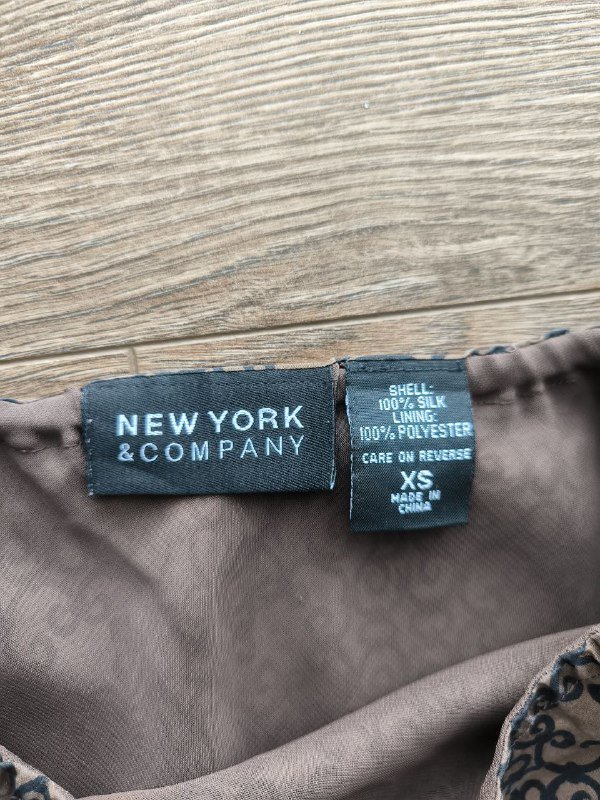 NEW YORK
& COMPANY
SHELL:
100% SILK
LINING:
100% POLYESTER
CARE ON REVERSE
XS
MADE IN
CHINA